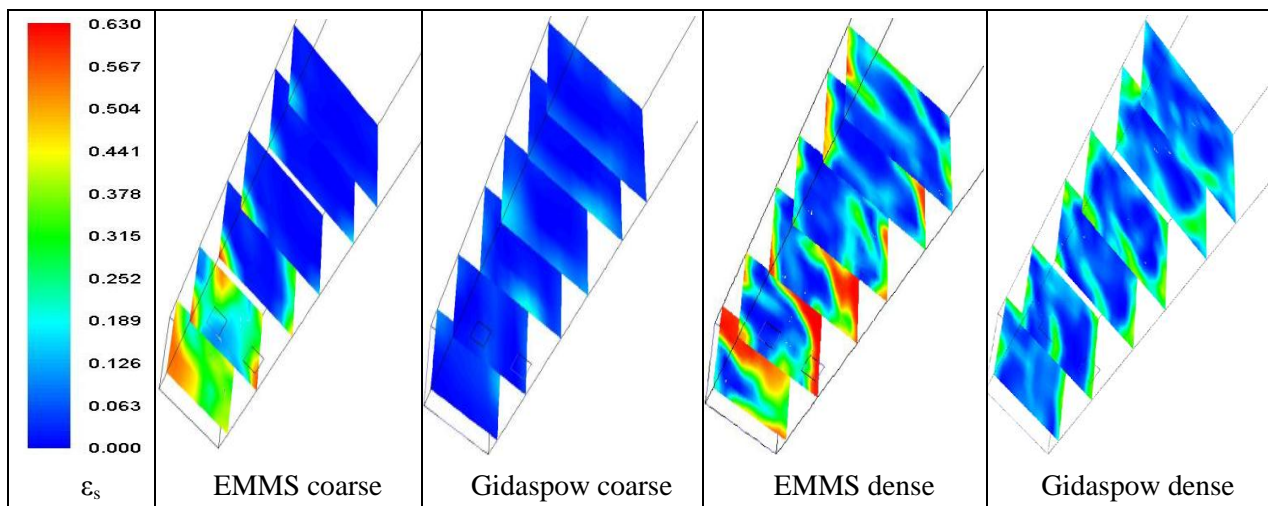 0.630
0.567
0.504
0.441
0.378
0.315
0.252
0.189
0.126
0.063
0.000
εs
EMMS coarse
Gidaspow coarse
EMMS dense
Gidaspow dense